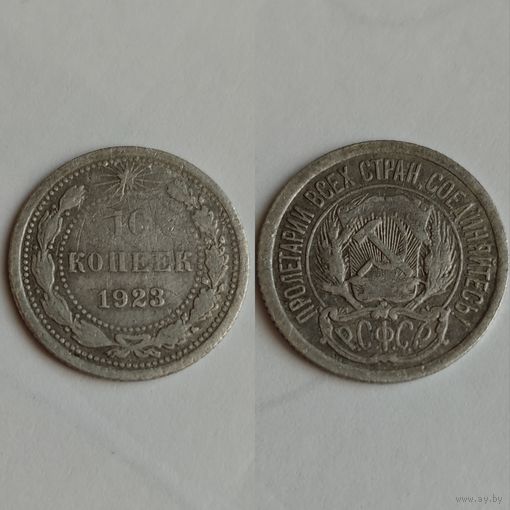 10
КОПЕЕК
1923
ПРОЛЕТАРИИ ВСЕХ СТРАН, СОЕДИНЯЙТЕСЬ!
Р.С.Ф.С.Р.
www.ay.by